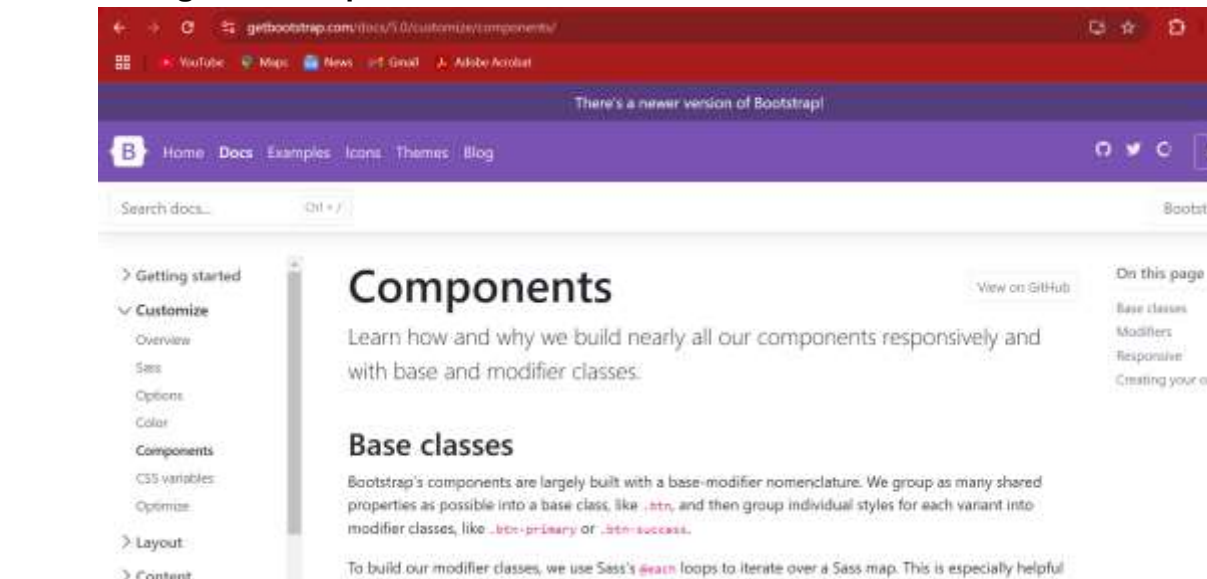 getbootstrap.com/docs/5.0/customize/components/
YouTube Maps News Gmail Adobe Acrobat
There's a newer version of Bootstrap!
B Home Docs Examples Icons Themes Blog
Search docs... Ctrl + /
Getting started
Customize
Overview
Sass
Options
Color
Components
CSS variables
Optimize
Layout
Content
Components
View on GitHub
Learn how and why we build nearly all our components responsively and
with base and modifier classes.
Base classes
Bootstrap's components are largely built with a base-modifier nomenclature. We group as many shared
properties as possible into a base class, like .btn, and then group individual styles for each variant into
modifier classes, like .btn-primary or .btn-success.
To build our modifier classes, we use Sass's @each loops to iterate over a Sass map. This is especially helpful
Bootst
On this page
Base classes
Modifiers
Responsive
Creating your o